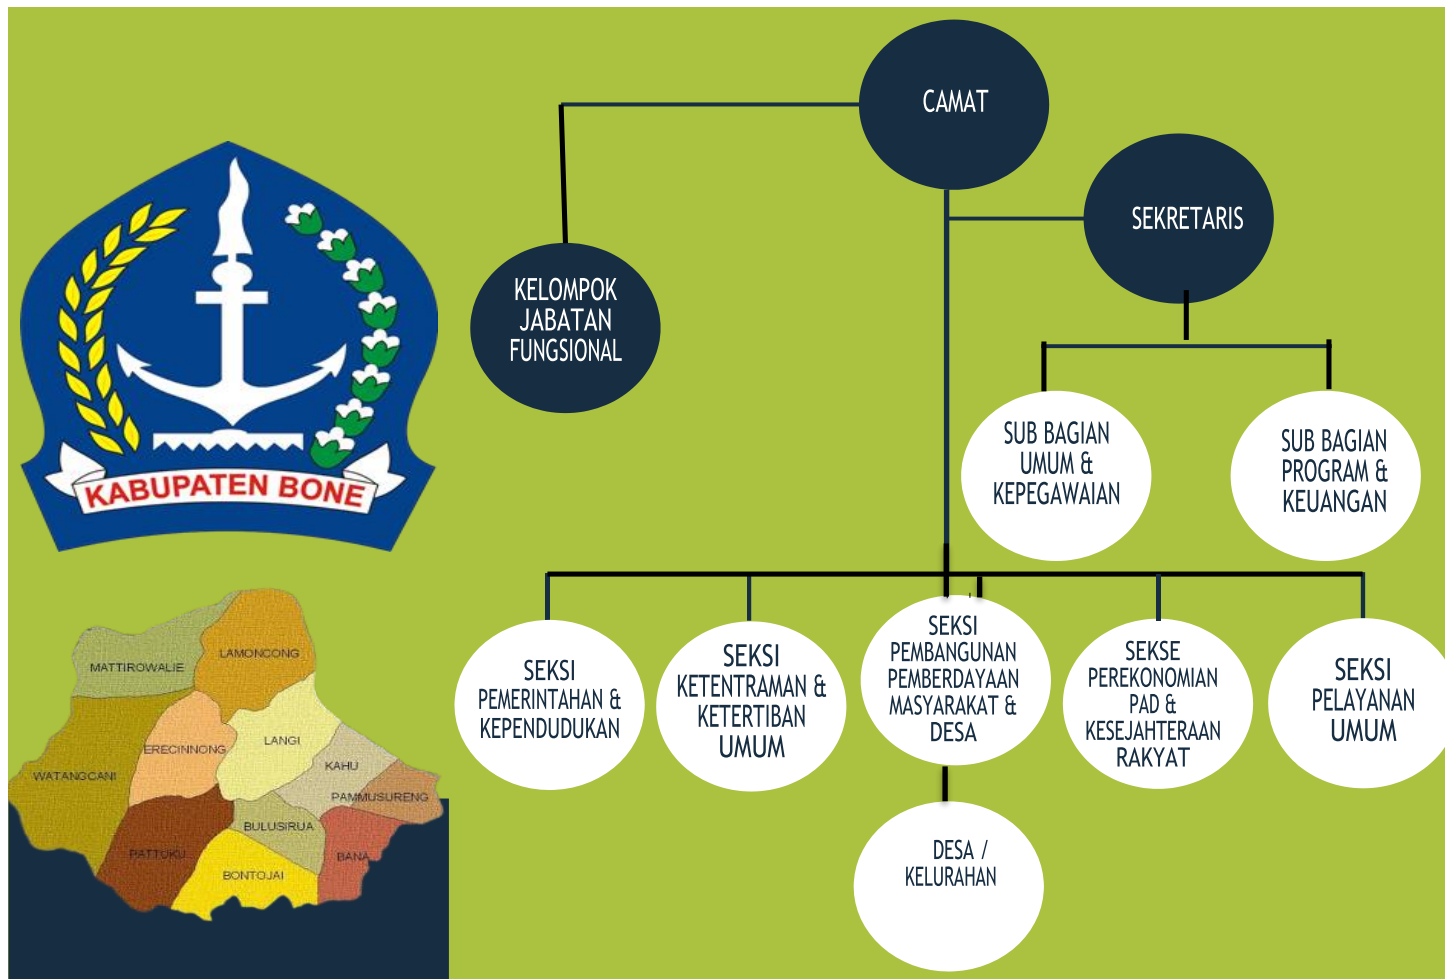 CAMAT
SEKRETARIS
KELOMPOK
JABATAN
FUNGSIONAL
SUB BAGIAN
UMUM &
KEPEGAWAIAN
SUB BAGIAN
PROGRAM &
KEUANGAN
KABUPATEN BONE
SEKSI
PEMERINTAHAN &
KEPENDUDUKAN
SEKSI
KETENTRAMAN &
KETERTIBAN
UMUM
SEKSI
PEMBANGUNAN
PEMBERDAYAAN
MASYARAKAT &
DESA
SEKSE
PEREKONOMIAN
PAD &
KESEJAHTERAAN
RAKYAT
SEKSI
PELAYANAN
UMUM
DESA /
KELURAHAN
MATTIROWALIE
LAMONCONG
ERECINNONG
LANGI
WATANGCANI
KAHU
PAMMUSURENG
BULUSIRUA
PATTUKU
BANA
BONTOJAI